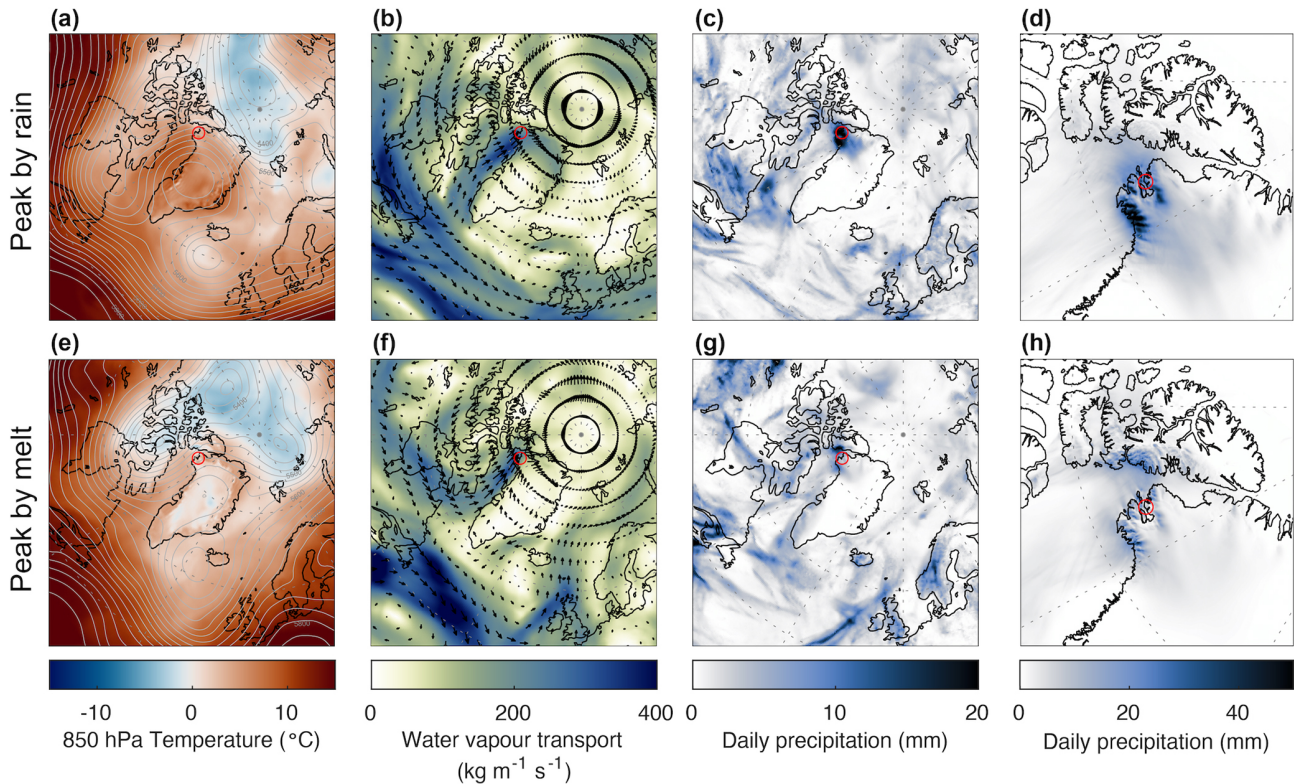 (a) (b) (c) (d)
Peak by rain
(e) (f) (g) (h)
Peak by melt
5800
-10 0 10 0 200 400 0 10 20 0 20 40
850 hPa Temperature (°C) Water vapour transport Daily precipitation (mm) Daily precipitation (mm)
(kg m⁻¹ s⁻¹)